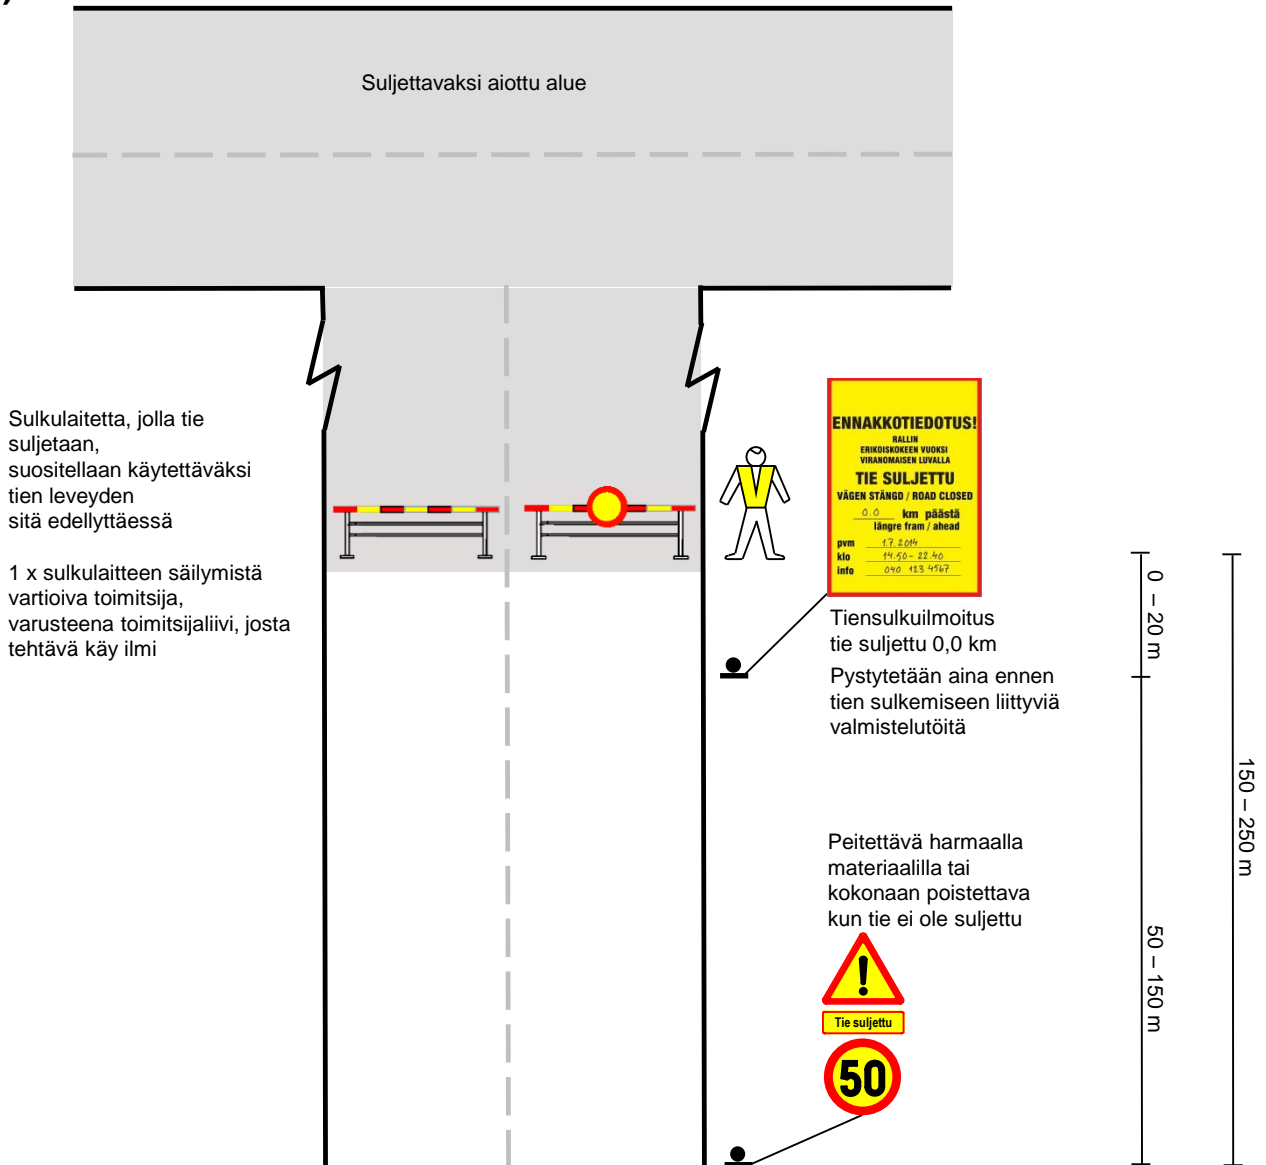 )
Suljettavaksi aiottu alue
Sulkulaitetta, jolla tie
suljetaan,
suositellaan käytettäväksi
tien leveyden
sitä edellyttäessä
1 x sulkulaitteen säilymistä
vartioiva toimitsija,
varusteena toimitsijaliivi, josta
tehtävä käy ilmi
ENNAKKOTIEDOTUS!
RALLIN
ERIKOISKOKEEN VUOKSI
VIRANOMAISEN LUVALLA
TIE SULJETTU
VÄGEN STÄNGD / ROAD CLOSED
0.0 km päästä
längre fram / ahead
pvm 1.7.2014
klo 14.50 - 22.40
info 040 123 4567
Tiensulkuilmoitus
tie suljettu 0,0 km
Pystytetään aina ennen
tien sulkemiseen liittyviä
valmistelutöitä
0 – 20 m
150 – 250 m
50 – 150 m
Peitettävä harmaalla
materiaalilla tai
kokonaan poistettava
kun tie ei ole suljettu
!
Tie suljettu
50